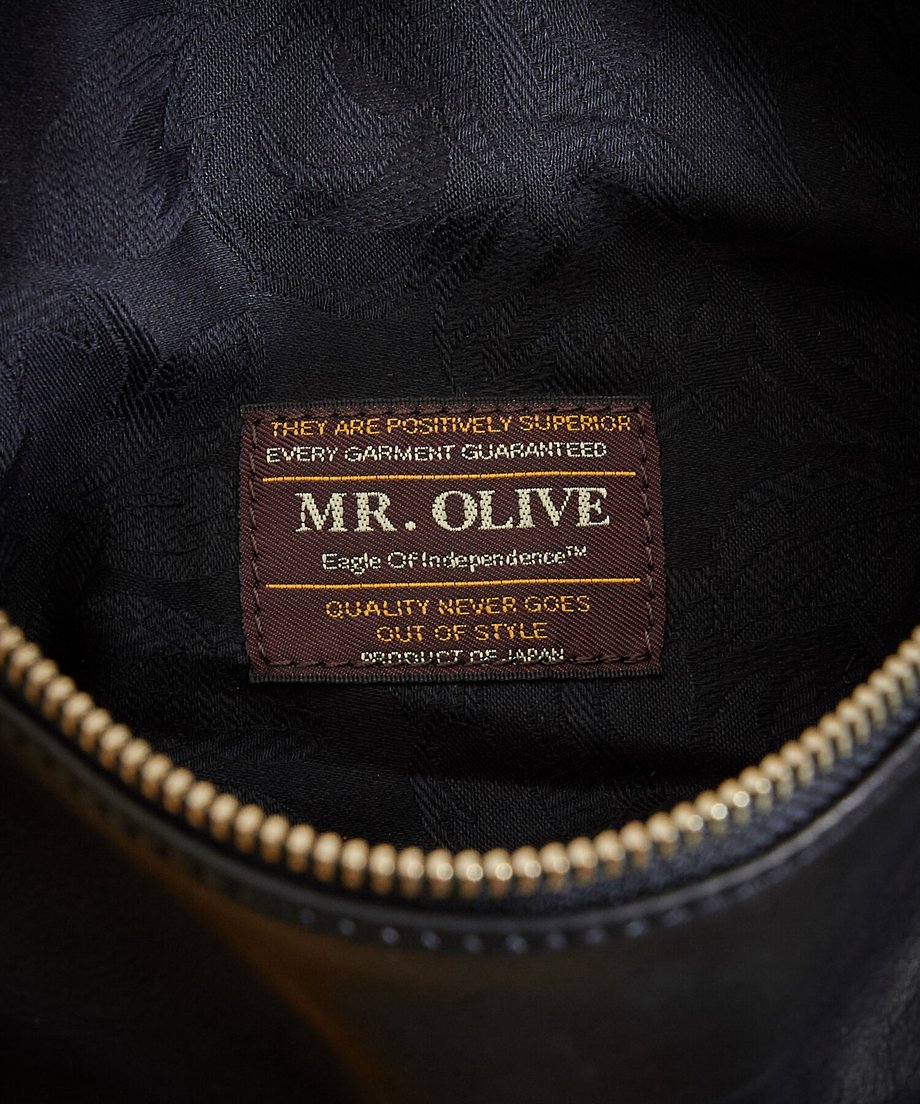 THEY ARE POSITIVELY SUPERIOR
EVERY GARMENT GUARANTEED
MR. OLIVE
Eagle Of Independence™
QUALITY NEVER GOES
OUT OF STYLE
PRODUCT OF JAPAN